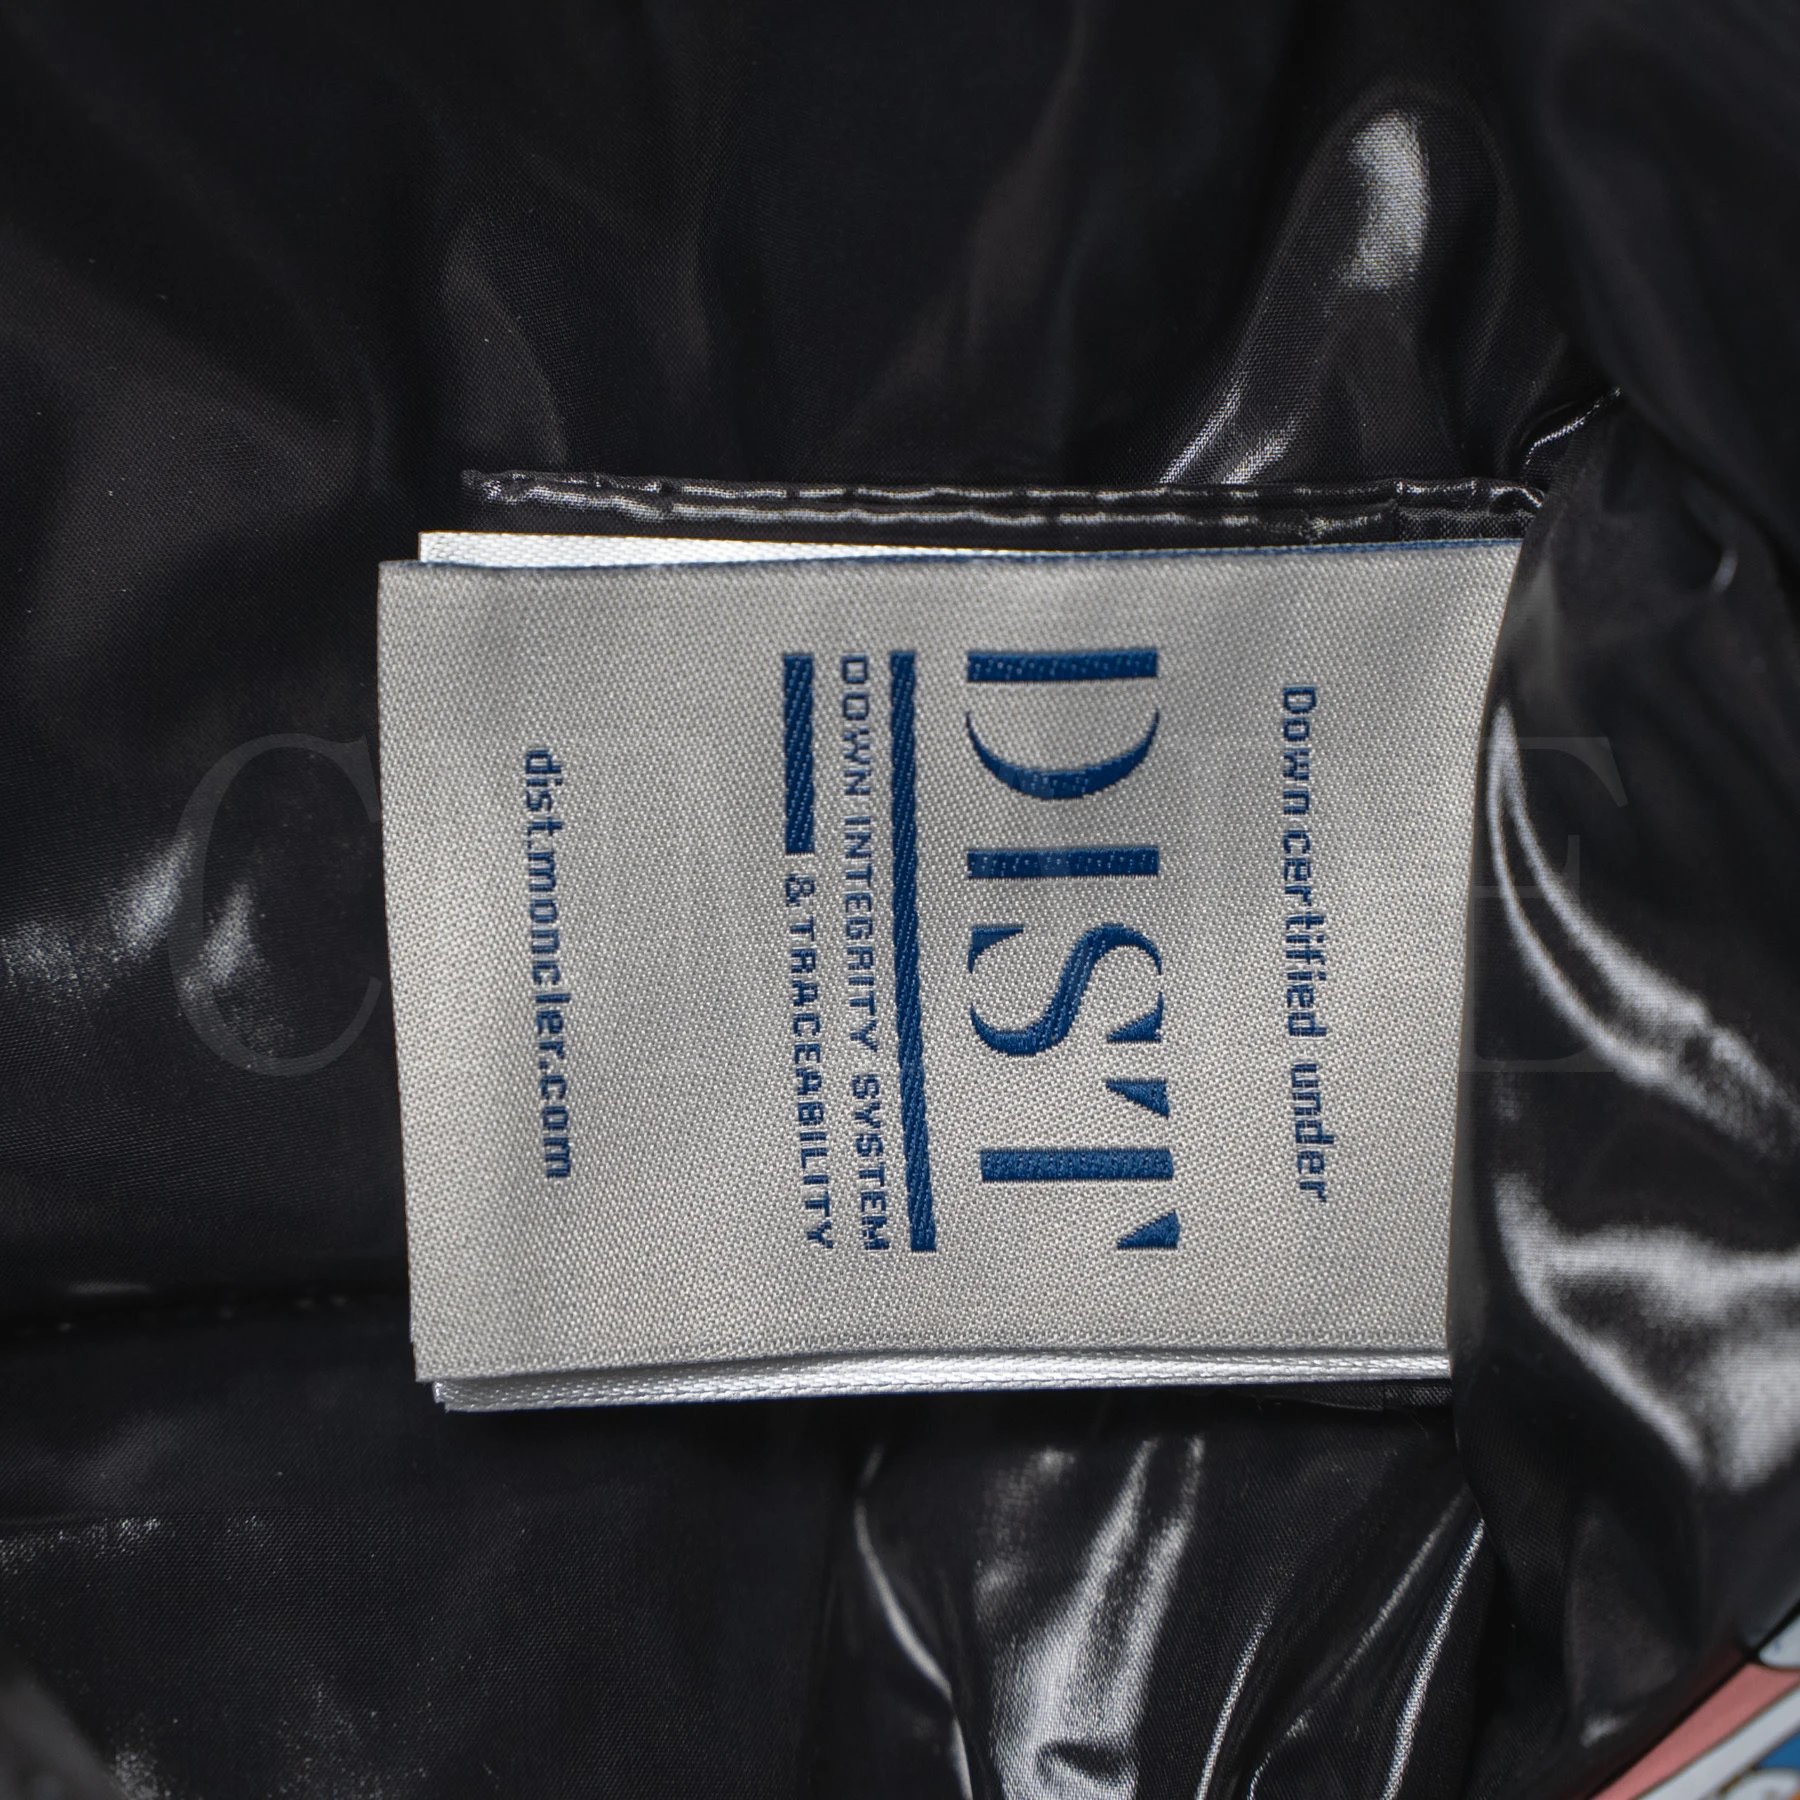 Down certified under
DIST
DOWN INTEGRITY SYSTEM
& TRACEABILITY
dist.moncler.com